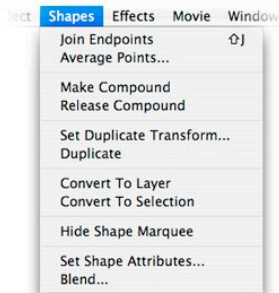 lect Shapes Effects Movie Window
Join Endpoints ⇧J
Average Points...
Make Compound
Release Compound
Set Duplicate Transform...
Duplicate
Convert To Layer
Convert To Selection
Hide Shape Marquee
Set Shape Attributes...
Blend...